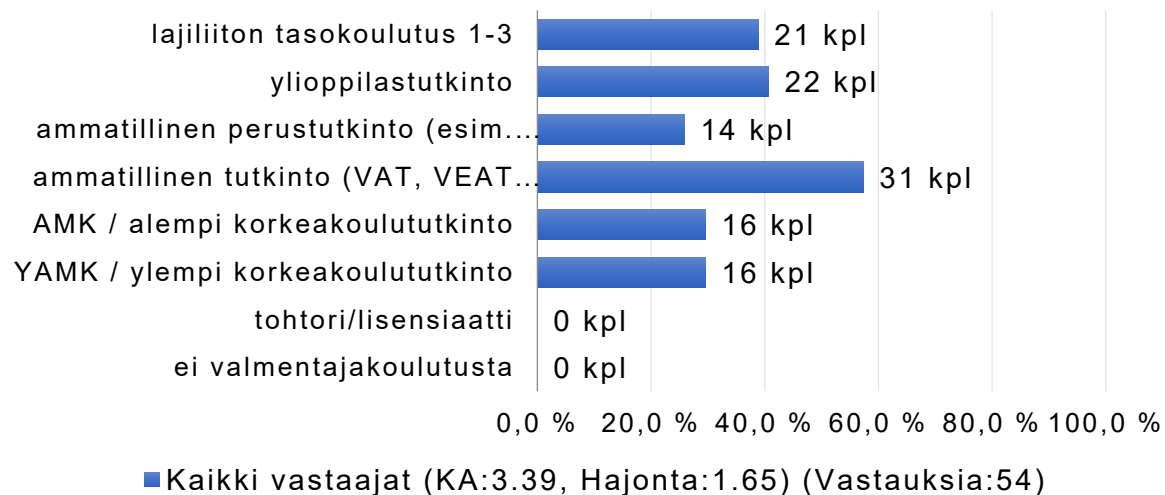 lajiliiton tasokoulutus 1-3 21 kpl
ylioppilastutkinto 22 kpl
ammatillinen perustutkinto (esim.... 14 kpl
ammatillinen tutkinto (VAT, VEAT... 31 kpl
AMK / alempi korkeakoulututkinto 16 kpl
YAMK / ylempi korkeakoulututkinto 16 kpl
tohtori/lisensiaatti 0 kpl
ei valmentajakoulutusta 0 kpl
0,0 % 20,0 % 40,0 % 60,0 % 80,0 % 100,0 %
Kaikki vastaajat (KA:3.39, Hajonta:1.65) (Vastauksia:54)